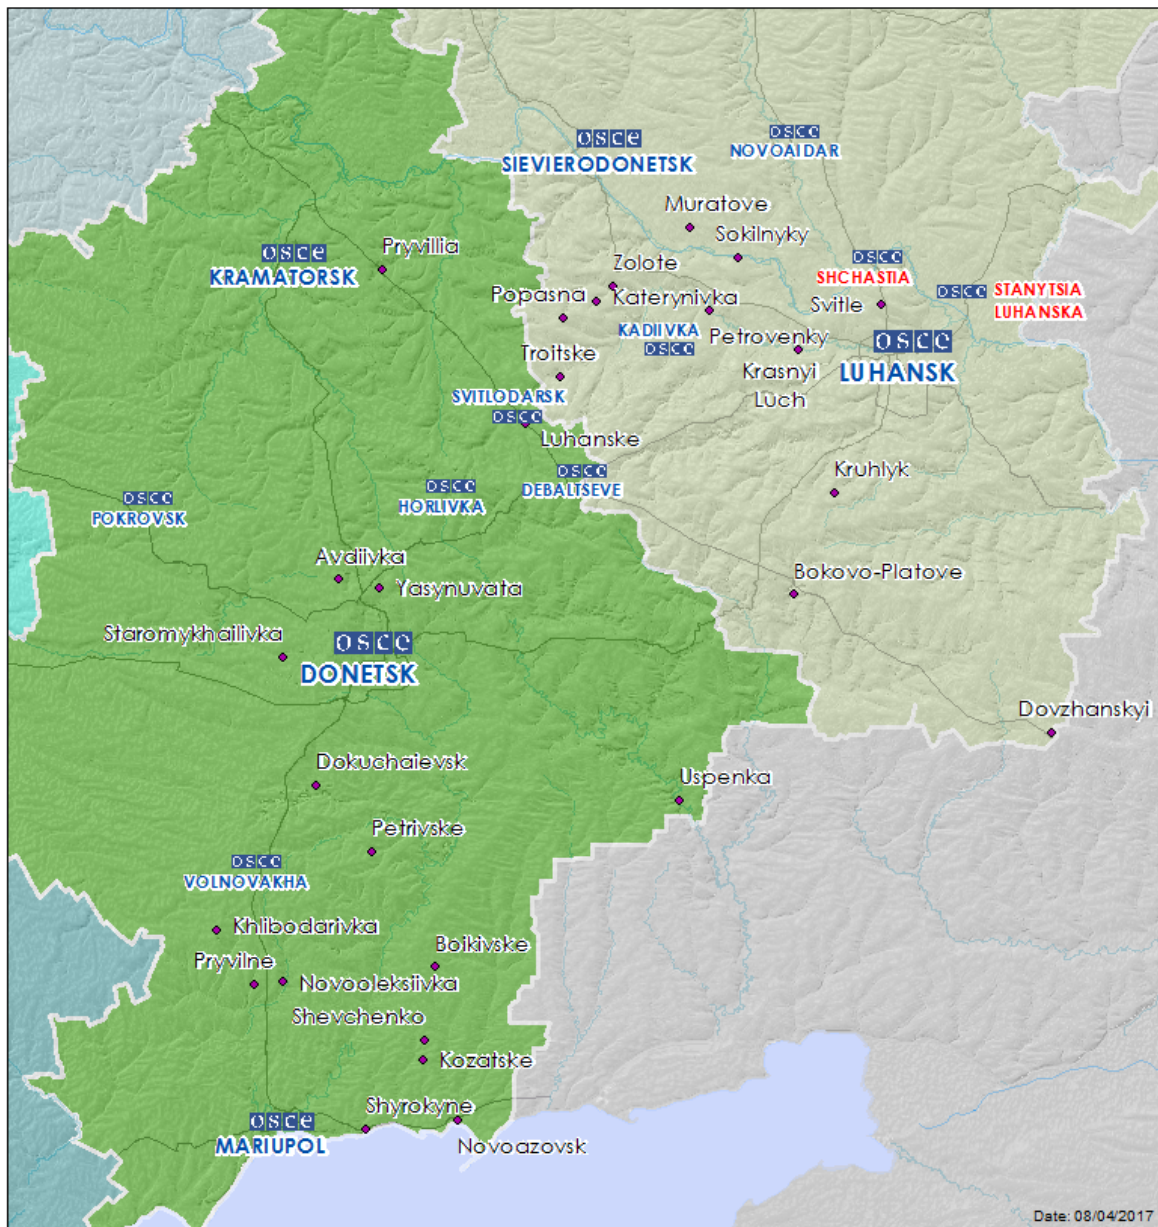 OSCE
NOVOAIDAR
OSCE
SIEVIERODONETSK
Muratove
Sokilnyky
OSCE
KRAMATORSK
Pryvillia
Zolote
OSCE
SHCHASTIA
Popasna
Katerynivka
Svitle
OSCE
STANYTSIA
LUHANSKA
KADIIVKA
OSCE
Petrovenky
OSCE
LUHANSK
Troitske
Krasnyi
Luch
SVITLODARSK
OSCE
Luhanske
OSCE
DEBALTSEVE
Kruhlyk
OSCE
POKROVSK
OSCE
HORLIVKA
Avdiivka
Yasynuvata
Bokovo-Platove
Staromykhailivka
OSCE
DONETSK
Dovzhanskyi
Dokuchaievsk
Uspenka
Petrivske
OSCE
VOLNOVAKHA
Khlibodarivka
Boikivske
Pryvilne
Novooleksiivka
Shevchenko
Kozatske
OSCE
MARIUPOL
Shyrokyne
Novoazovsk
Date: 08/04/2017